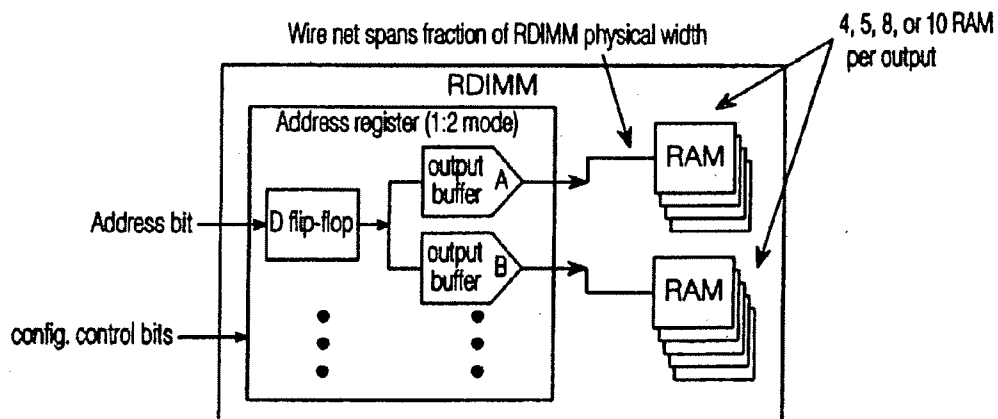 Wire net spans fraction of RDIMM physical width
4, 5, 8, or 10 RAM
per output
RDIMM
Address register (1:2 mode)
output
buffer A
RAM
Address bit
D flip-flop
output
buffer B
RAM
config. control bits